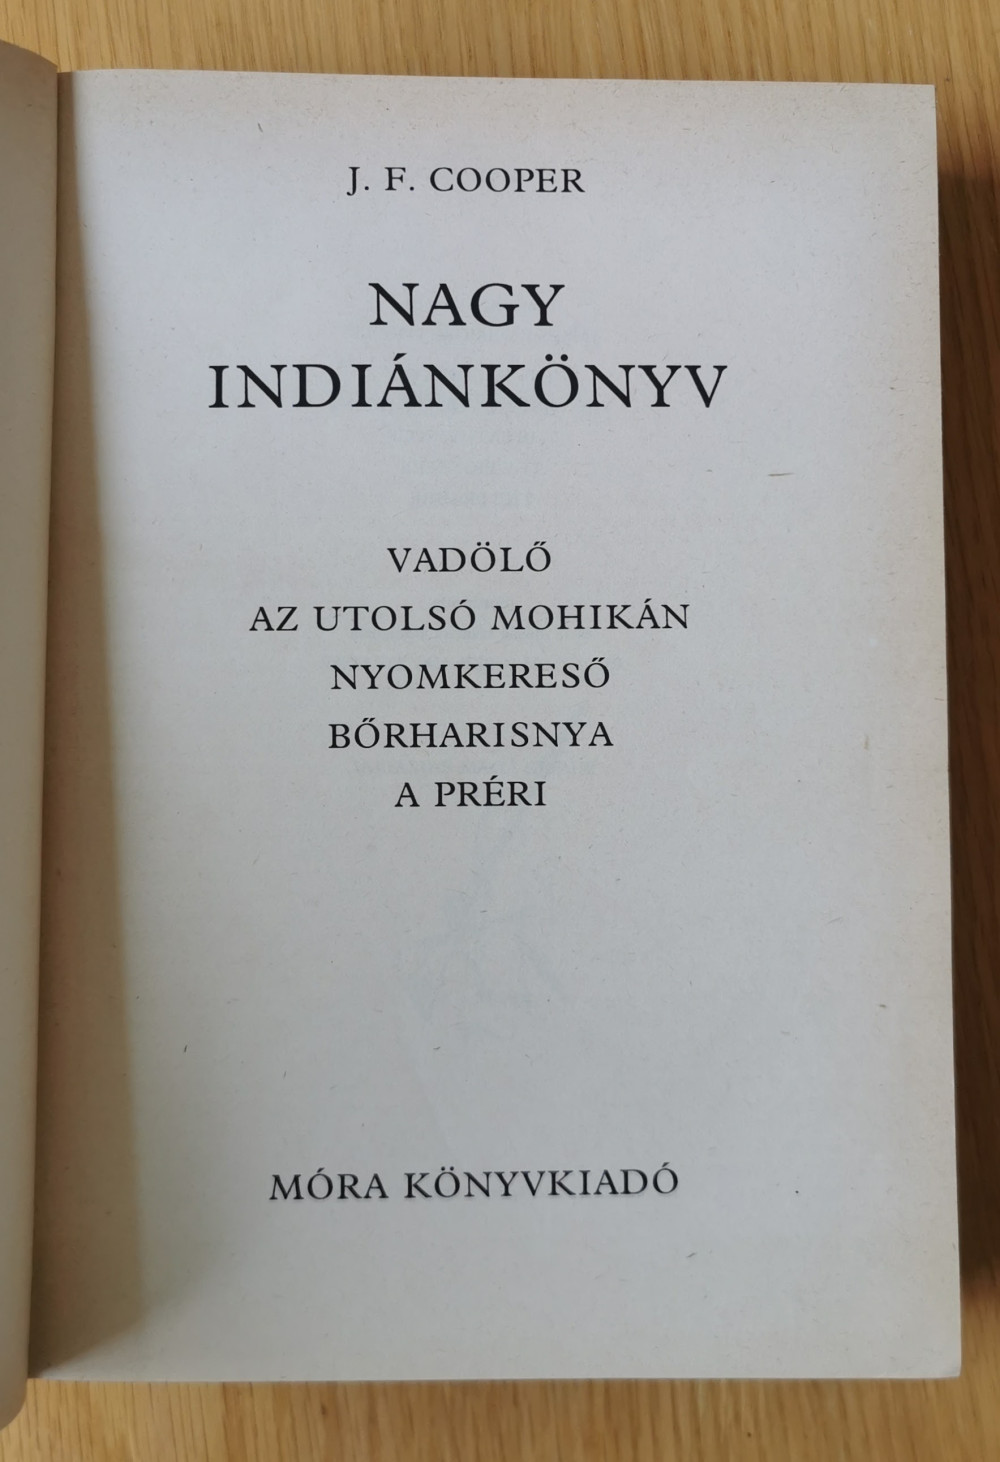 J. F. COOPER
NAGY
INDIÁNKÖNYV
VADÖLŐ
AZ UTOLSÓ MOHIKÁN
NYOMKERESŐ
BŐRHARISNYA
A PRÉRI
MÓRA KÖNYVKIADÓ